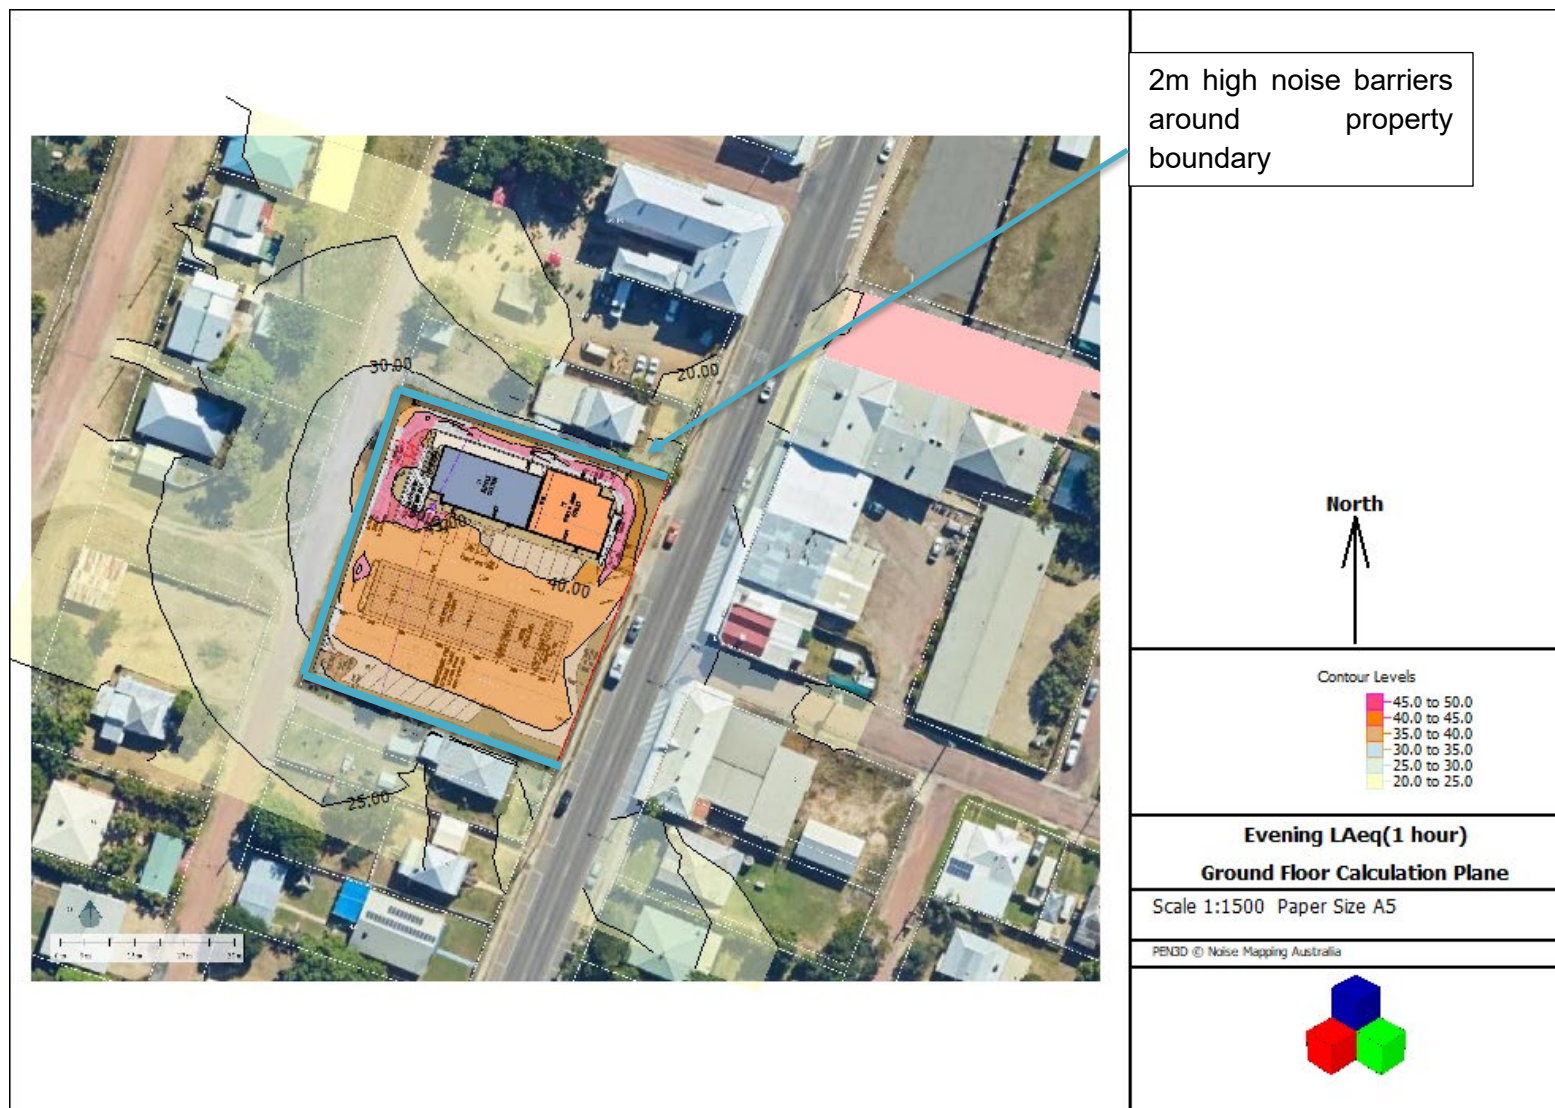 2m high noise barriers
around property
boundary
30.00
20.00
40.00
25.00
North
Contour Levels
45.0 to 50.0
40.0 to 45.0
35.0 to 40.0
30.0 to 35.0
25.0 to 30.0
20.0 to 25.0
Evening LAeq(1 hour)
Ground Floor Calculation Plane
Scale 1:1500 Paper Size A5
PEN3D © Noise Mapping Australia